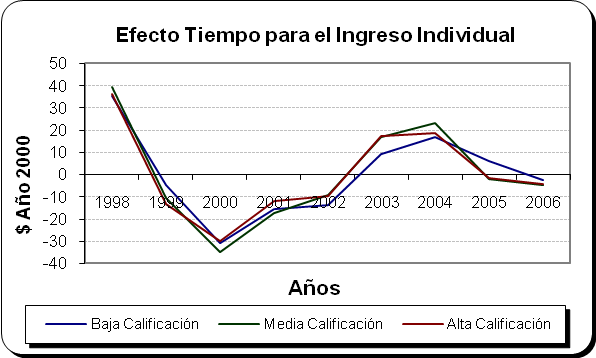 Efecto Tiempo para el Ingreso Individual
50
40
30
20
10
0
-10
-20
-30
-40
$ Año 2000
1998 1999 2000 2001 2002 2003 2004 2005 2006
Años
Baja Calificación Media Calificación Alta Calificación